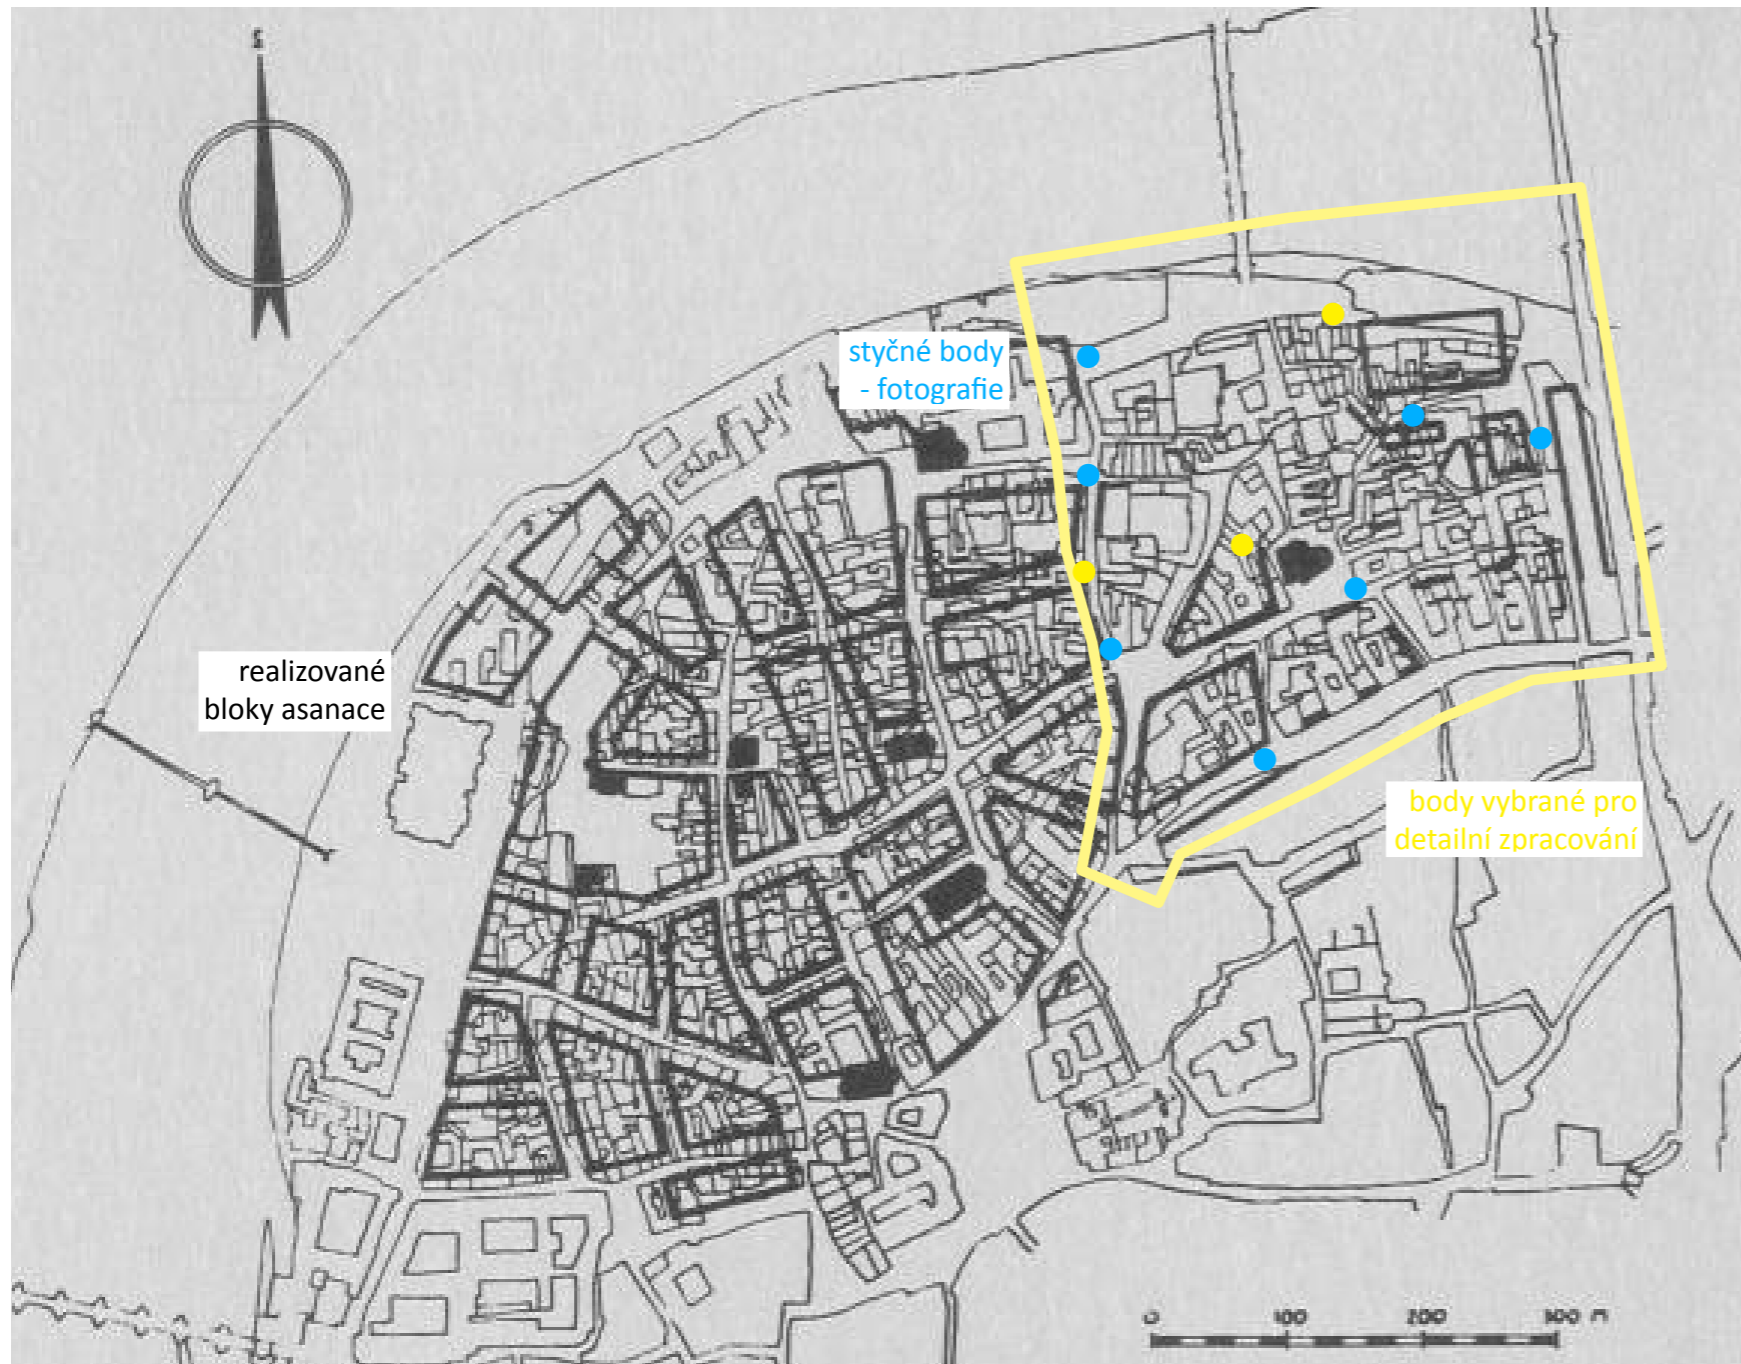 S
styčné body
- fotografie
realizované
bloky asanace
body vybrané pro
detailní zpracování
0 100 200 300 m